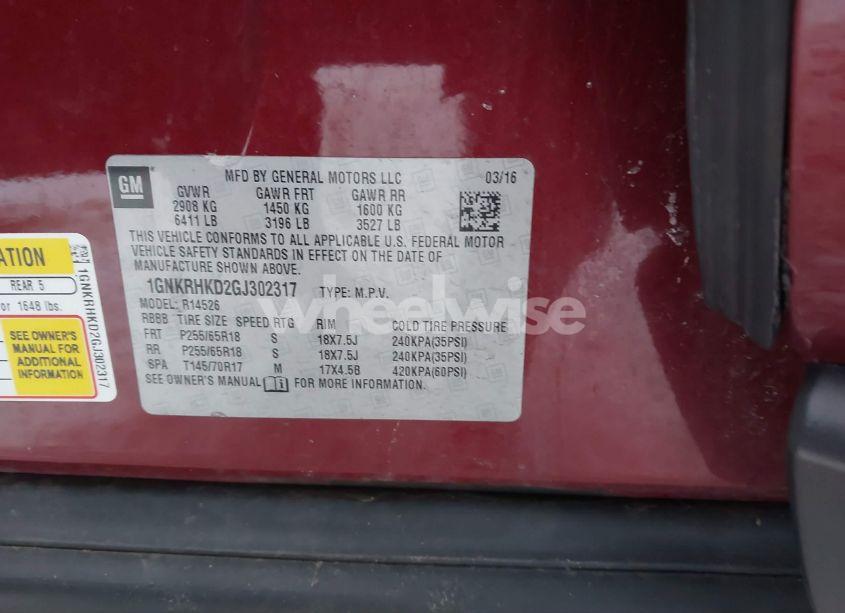 GM
MFD BY GENERAL MOTORS LLC 03/16
GVWR GAWR FRT GAWR RR
2908 KG 1450 KG 1600 KG
6411 LB 3196 LB 3527 LB
THIS VEHICLE CONFORMS TO ALL APPLICABLE U.S. FEDERAL MOTOR
VEHICLE SAFETY STANDARDS IN EFFECT ON THE DATE OF
MANUFACTURE SHOWN ABOVE.
1GNKRHKD2GJ302317 TYPE: M.P.V.
MODEL: R14526
RBBB TIRE SIZE SPEED RTG RIM COLD TIRE PRESSURE
FRT P255/65R18 S 18X7.5J 240KPA(35PSI)
RR P255/65R18 S 18X7.5J 240KPA(35PSI)
SPA T145/70R17 M 17X4.5B 420KPA(60PSI)
SEE OWNER'S MANUAL FOR MORE INFORMATION.
ATION
REAR 5
or 1648 lbs.
SEE OWNER'S
MANUAL FOR
ADDITIONAL
INFORMATION
1GNKRHKD2GJ302317
wheelwise